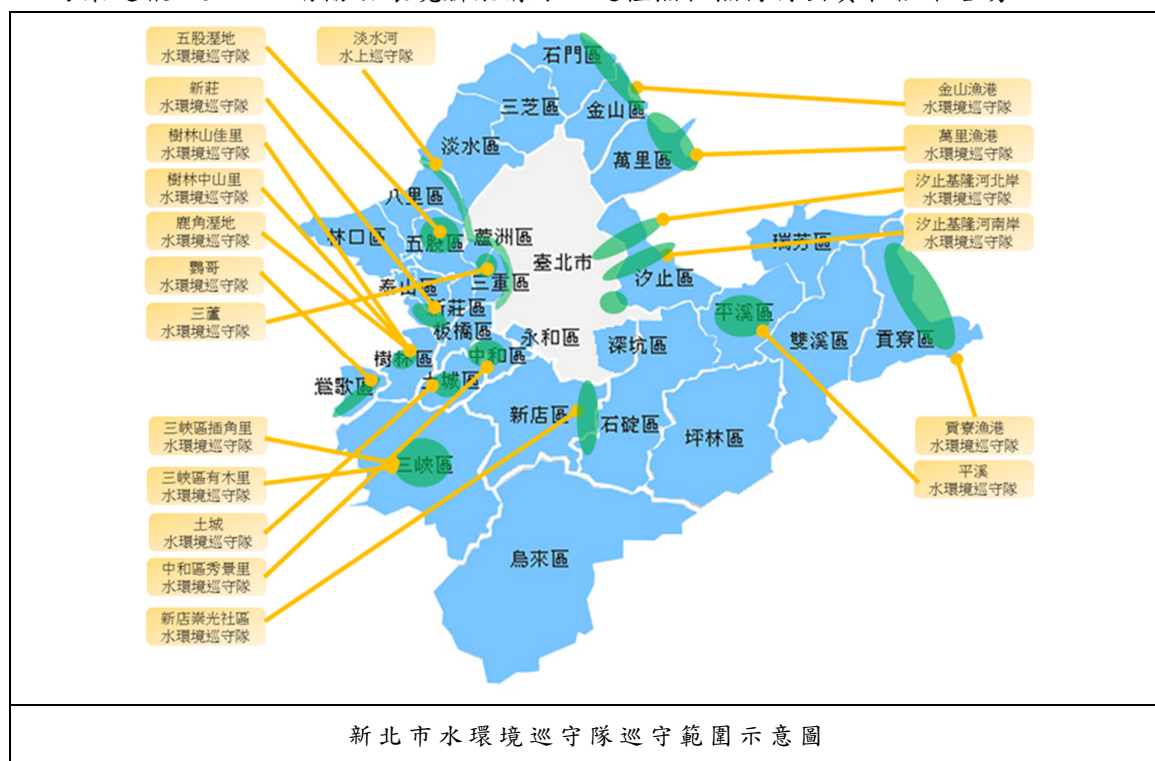 五股溼地
水環境巡守隊
新莊
水環境巡守隊
樹林山佳里
水環境巡守隊
樹林中山里
水環境巡守隊
鹿角溼地
水環境巡守隊
鸚哥
水環境巡守隊
三蘆
水環境巡守隊
三峽區插角里
水環境巡守隊
三峽區有木里
水環境巡守隊
土城
水環境巡守隊
中和區秀景里
水環境巡守隊
新店崇光社區
水環境巡守隊
淡水河
水上巡守隊
金山漁港
水環境巡守隊
萬里漁港
水環境巡守隊
汐止基隆河北岸
水環境巡守隊
汐止基隆河南岸
水環境巡守隊
貢寮漁港
水環境巡守隊
平溪
水環境巡守隊
石門區
三芝區
金山區
淡水區
萬里區
八里區
林口區
五股區
蘆洲區
臺北市
瑞芳區
汐止區
三重區
泰山區
新莊區
板橋區
永和區
平溪區
深坑區
雙溪區
貢寮區
樹林區
中和區
土城區
鶯歌區
新店區
石碇區
坪林區
三峽區
烏來區
新北市水環境巡守隊巡守範圍示意圖